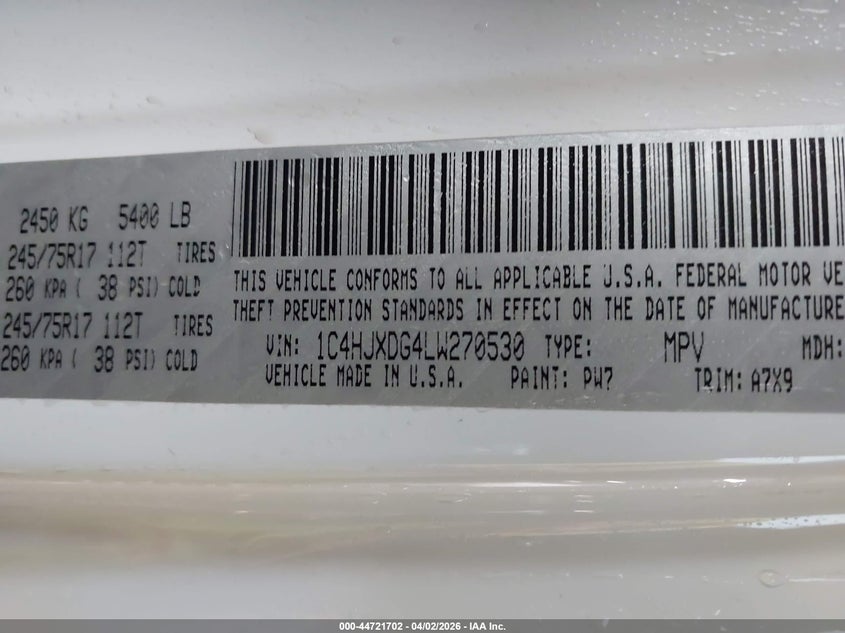 2450 KG 5400 LB
245/75R17 112T TIRES
260 KPA ( 38 PSI) COLD
245/75R17 112T TIRES
260 KPA ( 38 PSI) COLD
THIS VEHICLE CONFORMS TO ALL APPLICABLE U.S.A. FEDERAL MOTOR VE
THEFT PREVENTION STANDARDS IN EFFECT ON THE DATE OF MANUFACTURE
VIN: 1C4HJXDG4LW270530 TYPE: MPV MDH:
VEHICLE MADE IN U.S.A. PAINT: PW7 TRIM: A7X9
000-44721702 - 04/02/2026 - IAA Inc.